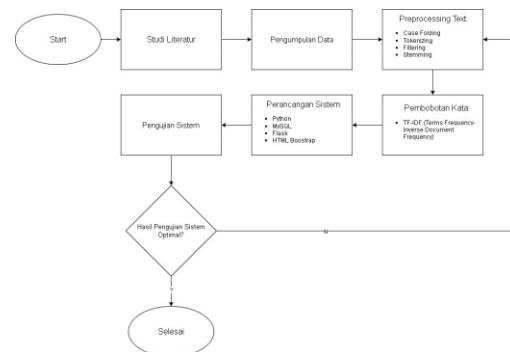 Start
Studi Literatur
Pengumpulan Data
Preprocessing Text:
Case Folding
Tokenizing
Filtering
Stemming
Pengujian Sistem
Perancangan Sistem:
Python
MySQL
Flask
HTML Boostrap
Pembobotan Kata:
TF-IDF (Terms Frequency-
Inverse Document
Frequency)
Hasil Pengujian Sistem
Optimal?
N
Y
Selesai